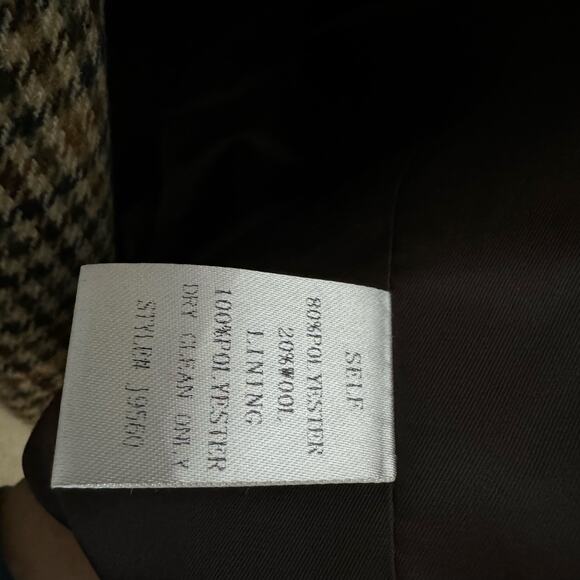 SELF
80%POLYESTER
20%WOOL
LINING
100%POLYESTER
DRY CLEAN ONLY
STYLE# J9560